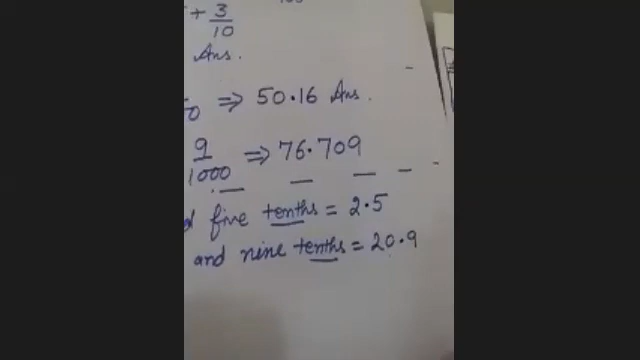 + 3/10
Ans.
⇒ 50.16 Ans.
9/1000 ⇒ 76.709
five tenths = 2.5
and nine tenths = 20.9